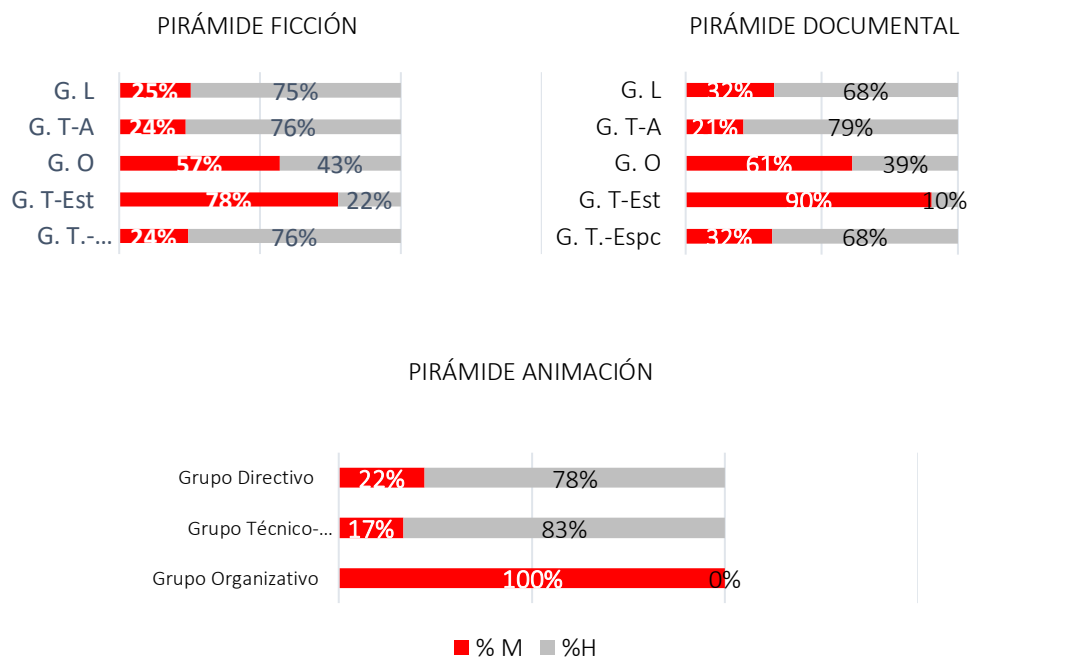 PIRÁMIDE FICCIÓN
G. L 25% 75%
G. T-A 24% 76%
G. O 57% 43%
G. T-Est 78% 22%
G. T.-... 24% 76%
PIRÁMIDE DOCUMENTAL
G. L 32% 68%
G. T-A 21% 79%
G. O 61% 39%
G. T-Est 90% 10%
G. T.-Espc 32% 68%
PIRÁMIDE ANIMACIÓN
Grupo Directivo 22% 78%
Grupo Técnico-... 17% 83%
Grupo Organizativo 100% 0%
% M %H